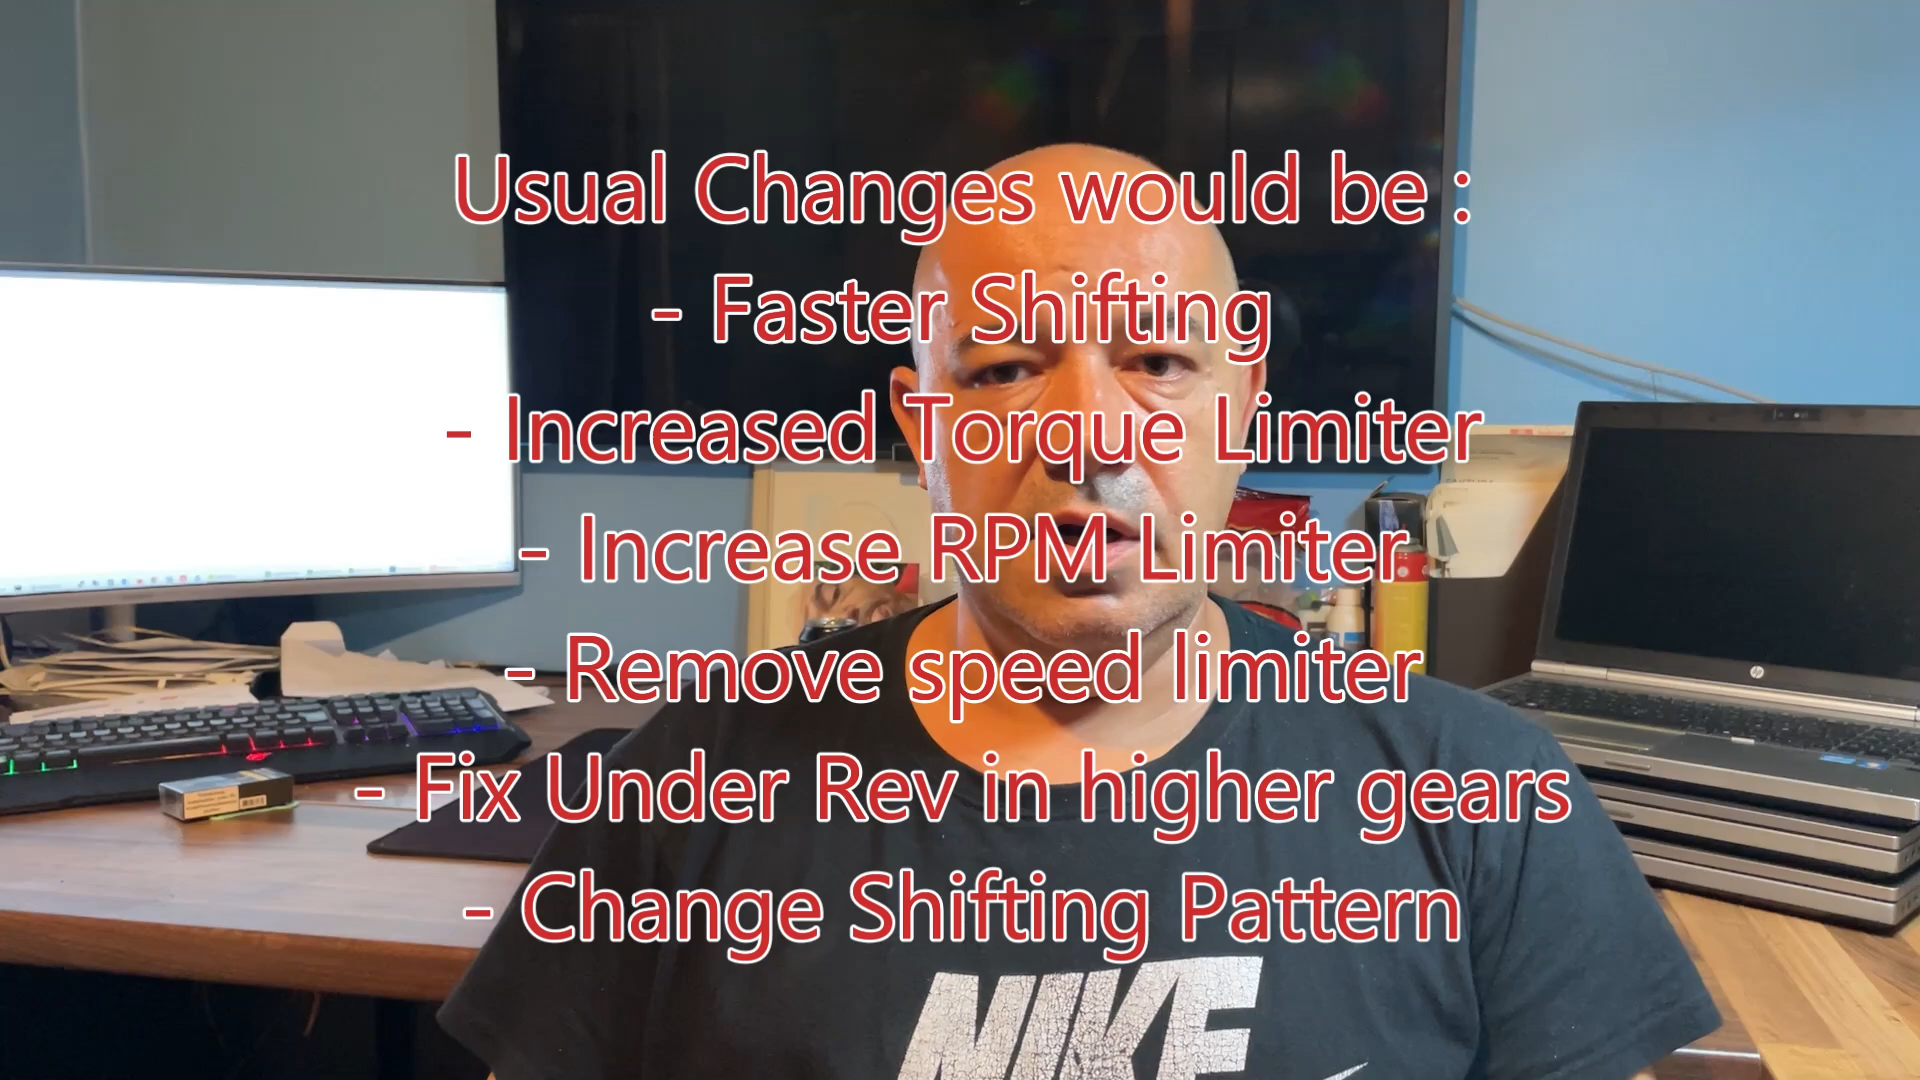 Usual Changes would be :
- Faster Shifting
- Increased Torque Limiter
- Increase RPM Limiter
- Remove speed limiter
- Fix Under Rev in higher gears
- Change Shifting Pattern
NIKE
hp